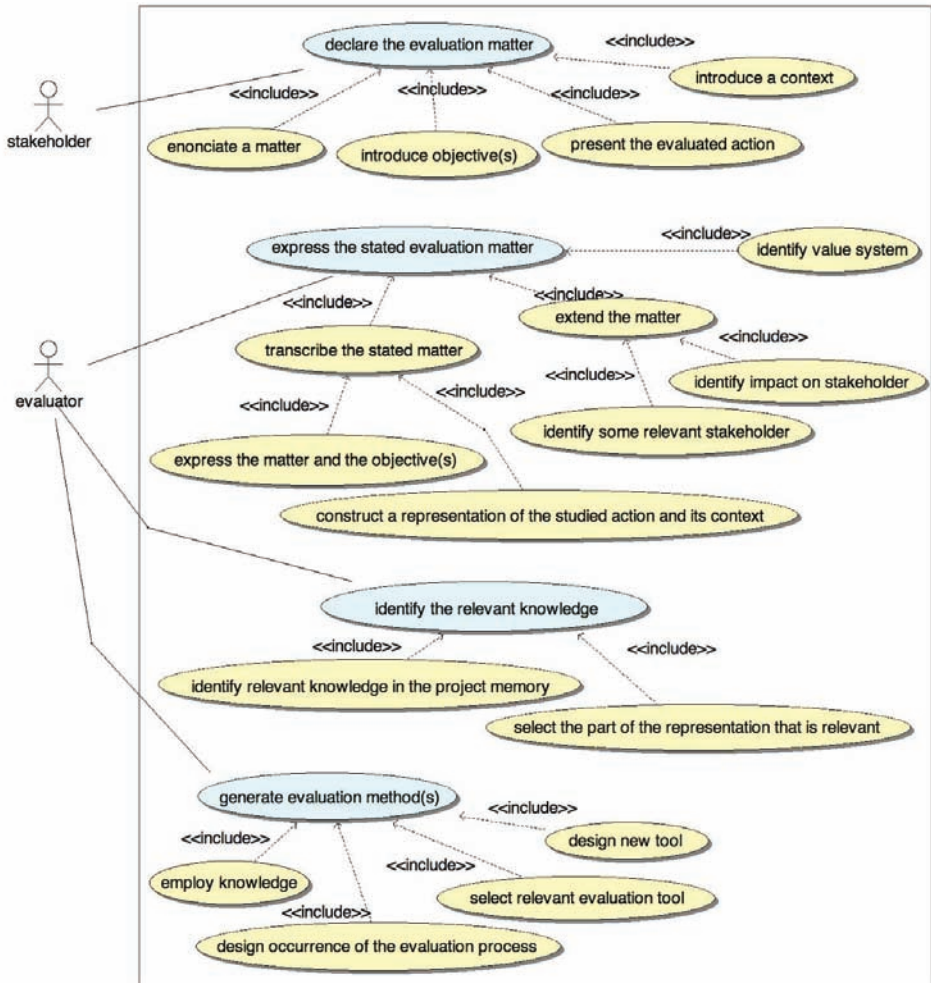 declare the evaluation matter
<<include>>
introduce a context
<<include>>
<<include>>
<<include>>
stakeholder
enonciate a matter
introduce objective(s)
present the evaluated action
express the stated evaluation matter
<<include>>
identify value system
<<include>>
<<include>>
extend the matter
transcribe the stated matter
<<include>>
<<include>>
identify impact on stakeholder
evaluator
<<include>>
<<include>>
identify some relevant stakeholder
express the matter and the objective(s)
construct a representation of the studied action and its context
identify the relevant knowledge
<<include>>
<<include>>
identify relevant knowledge in the project memory
select the part of the representation that is relevant
generate evaluation method(s)
<<include>>
<<include>>
design new tool
<<include>>
employ knowledge
select relevant evaluation tool
<<include>>
design occurrence of the evaluation process